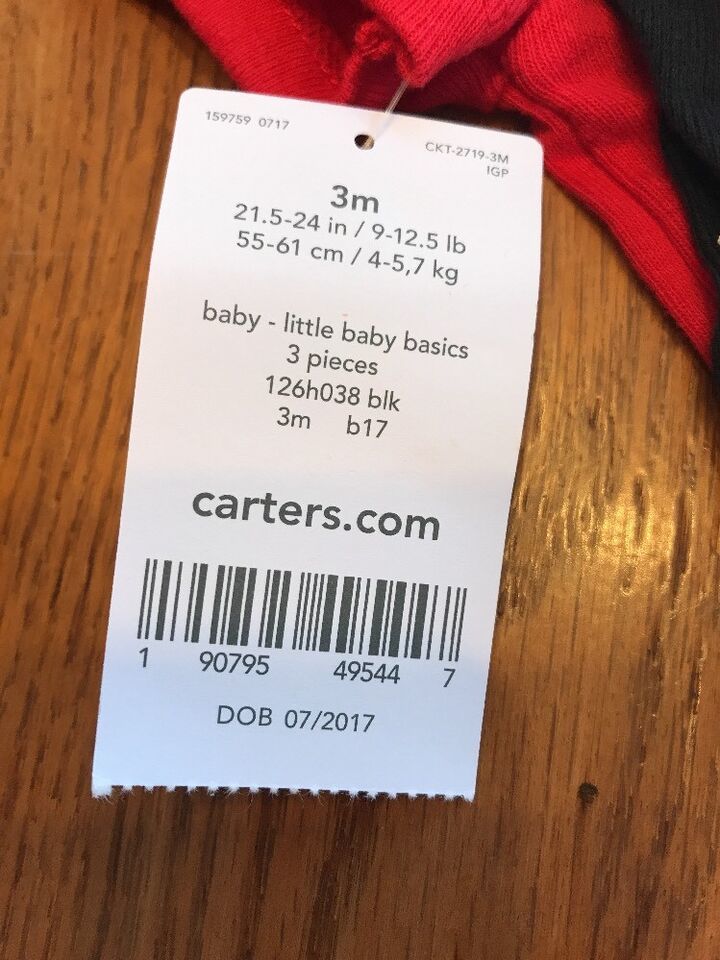 159759 0717
CKT-2719-3M
IGP
3m
21.5-24 in / 9-12.5 lb
55-61 cm / 4-5,7 kg
baby - little baby basics
3 pieces
126h038 blk
3m b17
carters.com
1 90795 49544 7
DOB 07/2017